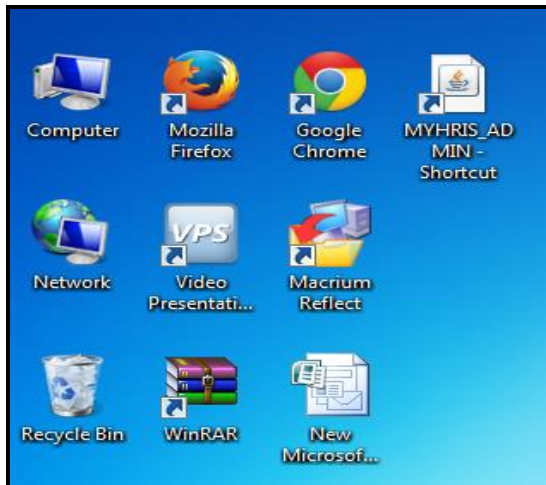 Computer
Mozilla
Firefox
Google
Chrome
MYHRIS_AD
MIN -
Shortcut
Network
VPS
Video
Presentati...
Macrium
Reflect
Recycle Bin
WinRAR
New
Microsof...